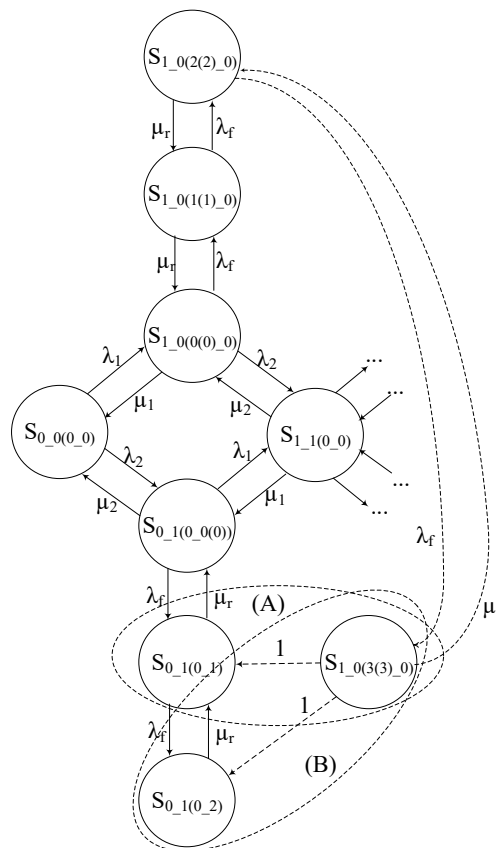 S1_0(2(2)_0)
μr λf
S1_0(1(1)_0)
μr λf
S1_0(0(0)_0)
λ1 λ2
...
μ1 μ2
S0_0(0_0)
S1_1(0_0)
...
λ2 λ1
...
μ2 μ1
...
S0_1(0_0(0))
λf
λf μr (A)
μ
S0_1(0_1)
1
S1_0(3(3)_0)
1
λf μr
(B)
S0_1(0_2)